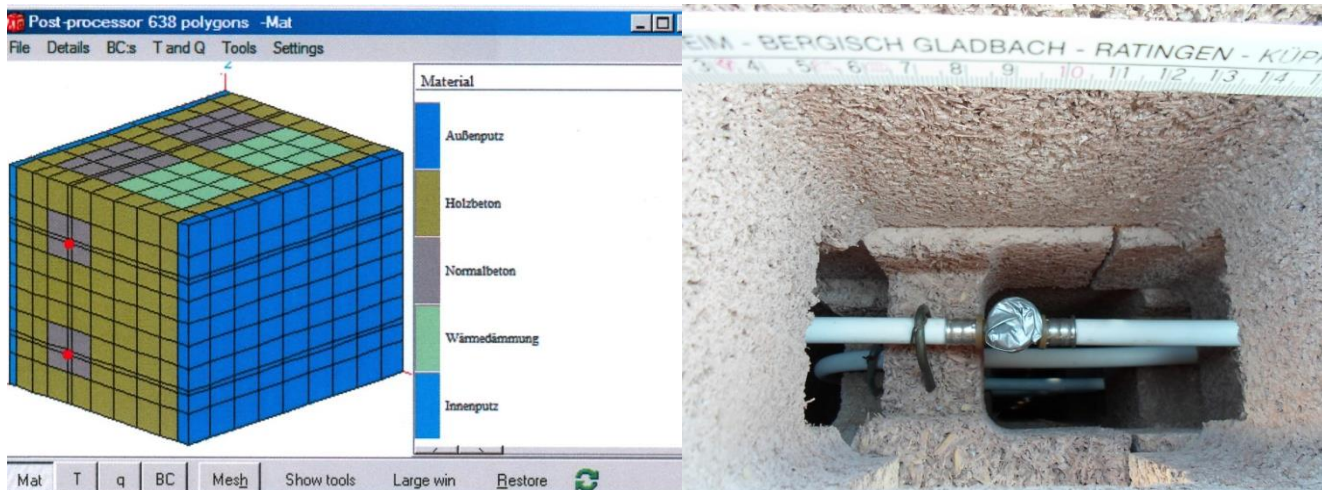 Post-processor 638 polygons -Mat
File Details BC:s T and Q Tools Settings
Material
Außenputz
Holzbeton
Normalbeton
Wärmedämmung
Innenputz
Mat T q BC Mesh Show tools Large win Restore
EIM - BERGISCH GLADBACH - RATINGEN - KÜP
3 4 5 6 7 8 9 10 11 12 13 14